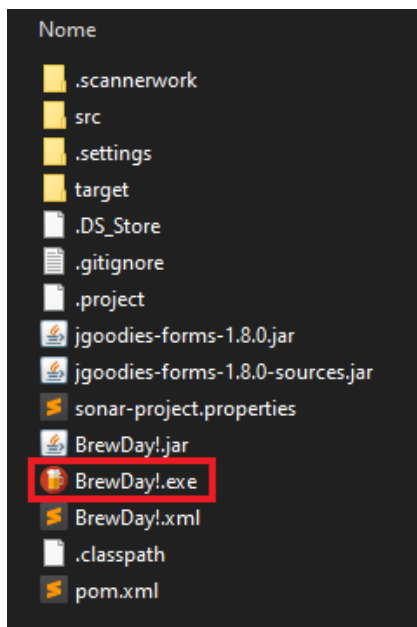 Nome
.scannerwork
src
.settings
target
.DS_Store
.gitignore
.project
jgoodies-forms-1.8.0.jar
jgoodies-forms-1.8.0-sources.jar
sonar-project.properties
BrewDay!.jar
BrewDay!.exe
BrewDay!.xml
.classpath
pom.xml